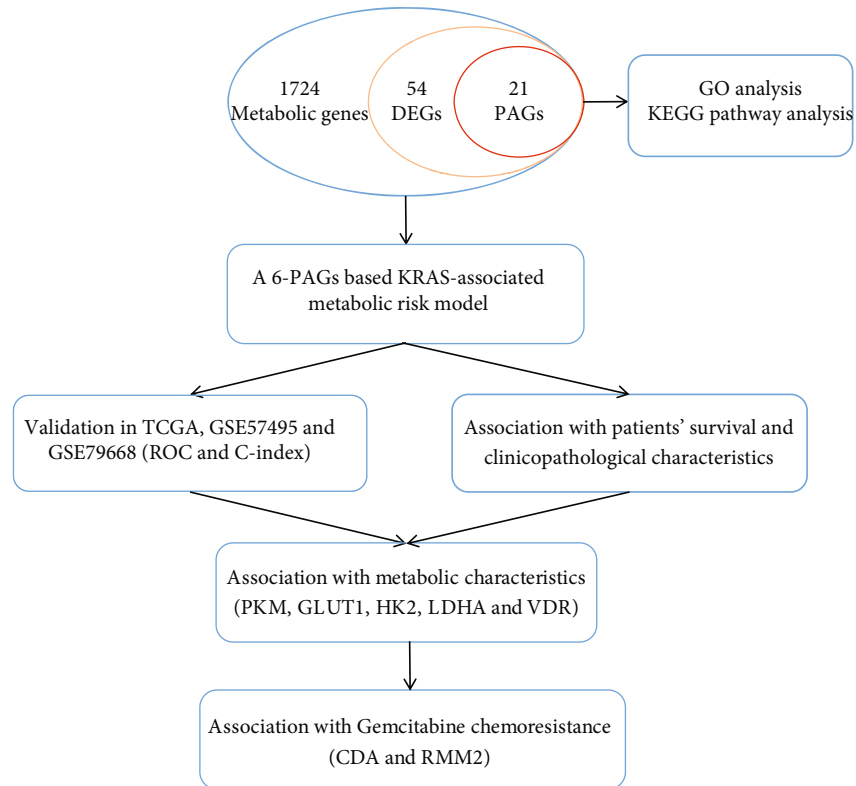 1724
Metabolic genes
54
DEGs
21
PAGs
GO analysis
KEGG pathway analysis
A 6-PAGs based KRAS-associated
metabolic risk model
Validation in TCGA, GSE57495 and
GSE79668 (ROC and C-index)
Association with patients' survival and
clinicopathological characteristics
Association with metabolic characteristics
(PKM, GLUT1, HK2, LDHA and VDR)
Association with Gemcitabine chemoresistance
(CDA and RMM2)